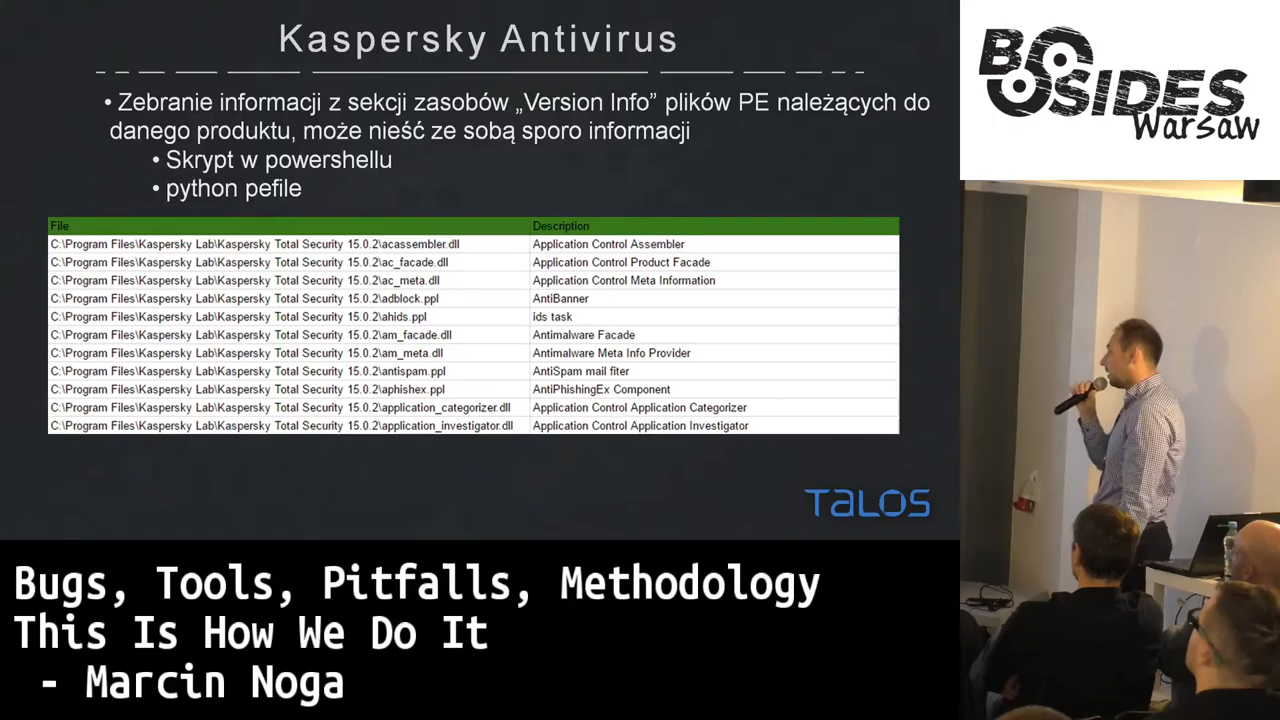 Kaspersky Antivirus
• Zebranie informacji z sekcji zasobów „Version Info” plików PE należących do
danego produktu, może nieść ze sobą sporo informacji
• Skrypt w powershellu
• python pefile
File Description
C:\Program Files\Kaspersky Lab\Kaspersky Total Security 15.0.2\acassembler.dll Application Control Assembler
C:\Program Files\Kaspersky Lab\Kaspersky Total Security 15.0.2\ac_facade.dll Application Control Product Facade
C:\Program Files\Kaspersky Lab\Kaspersky Total Security 15.0.2\ac_meta.dll Application Control Meta Information
C:\Program Files\Kaspersky Lab\Kaspersky Total Security 15.0.2\adblock.ppl AntiBanner
C:\Program Files\Kaspersky Lab\Kaspersky Total Security 15.0.2\ahids.ppl ids task
C:\Program Files\Kaspersky Lab\Kaspersky Total Security 15.0.2\am_facade.dll Antimalware Facade
C:\Program Files\Kaspersky Lab\Kaspersky Total Security 15.0.2\am_meta.dll Antimalware Meta Info Provider
C:\Program Files\Kaspersky Lab\Kaspersky Total Security 15.0.2\antispam.ppl AntiSpam mail fiter
C:\Program Files\Kaspersky Lab\Kaspersky Total Security 15.0.2\aphishex.ppl AntiPhishingEx Component
C:\Program Files\Kaspersky Lab\Kaspersky Total Security 15.0.2\application_categorizer.dll Application Control Application Categorizer
C:\Program Files\Kaspersky Lab\Kaspersky Total Security 15.0.2\application_investigator.dll Application Control Application Investigator
TALOS
BSIDES
Warsaw
Bugs, Tools, Pitfalls, Methodology
This Is How We Do It
- Marcin Noga